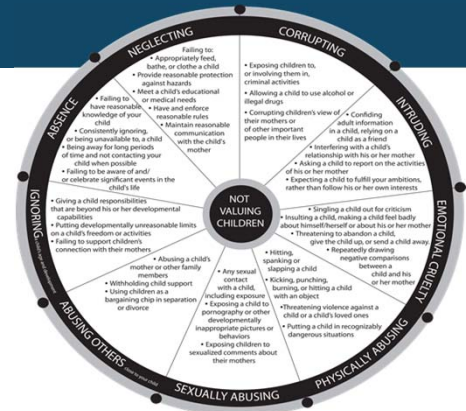 NEGLECTING
Failing to:
• Appropriately feed,
bathe, or clothe a child
• Provide reasonable protection
against hazards
• Meet a child's educational
or medical needs
• Have and enforce
reasonable rules
• Maintain reasonable
communication
with the child's
mother
CORRUPTING
• Exposing children to,
or involving them in,
criminal activities
• Allowing a child to use alcohol or
illegal drugs
• Corrupting children's view of
their mothers or
of other important
people in their lives
INTRUDING
• Confiding
adult information
in a child, relying on a
child as a friend
• Interfering with a child's
relationship with his or her mother
• Asking a child to report on the activities
of his or her mother
• Expecting a child to fulfill your ambitions,
rather than follow his or her own interests
EMOTIONAL CRUELTY
• Singling a child out for criticism
• Insulting a child, making a child feel badly
about himself/herself or about his or her mother
• Threatening to abandon a child,
give the child up, or send a child away
• Repeatedly drawing
negative comparisons
between a
child and his
or her mother
PHYSICALLY ABUSING
• Hitting,
spanking or
slapping a child
• Kicking, punching,
burning, or hitting a child
with an object
•Threatening violence against
a child or a child's loved ones
• Putting a child in recognizably
dangerous situations
SEXUALLY ABUSING
• Any sexual
contact with
a child,
including exposure
• Exposing a child to
pornography or other
developmentally
inappropriate pictures or
behaviors
• Exposing children to
sexualized comments about
their mothers
ABUSING OTHERS
Close to your child
• Abusing a child's
mother or other family
members
• Withholding child support
• Using children as a
bargaining chip in separation
or divorce
IGNORING
• Giving a child responsibilities
that are beyond his or her developmental
capabilities
• Putting developmentally unreasonable limits
on a child's freedom or activities
• Failing to support children's
connection with their mothers
ABSENCE
• Failing to
have reasonable
knowledge of your
child
• Consistently ignoring,
or being unavailable to, a child
• Being away for long periods
of time and not contacting your
child when possible
• Failing to be aware of and/
or celebrate significant events in the
child's life
NOT
VALUING
CHILDREN